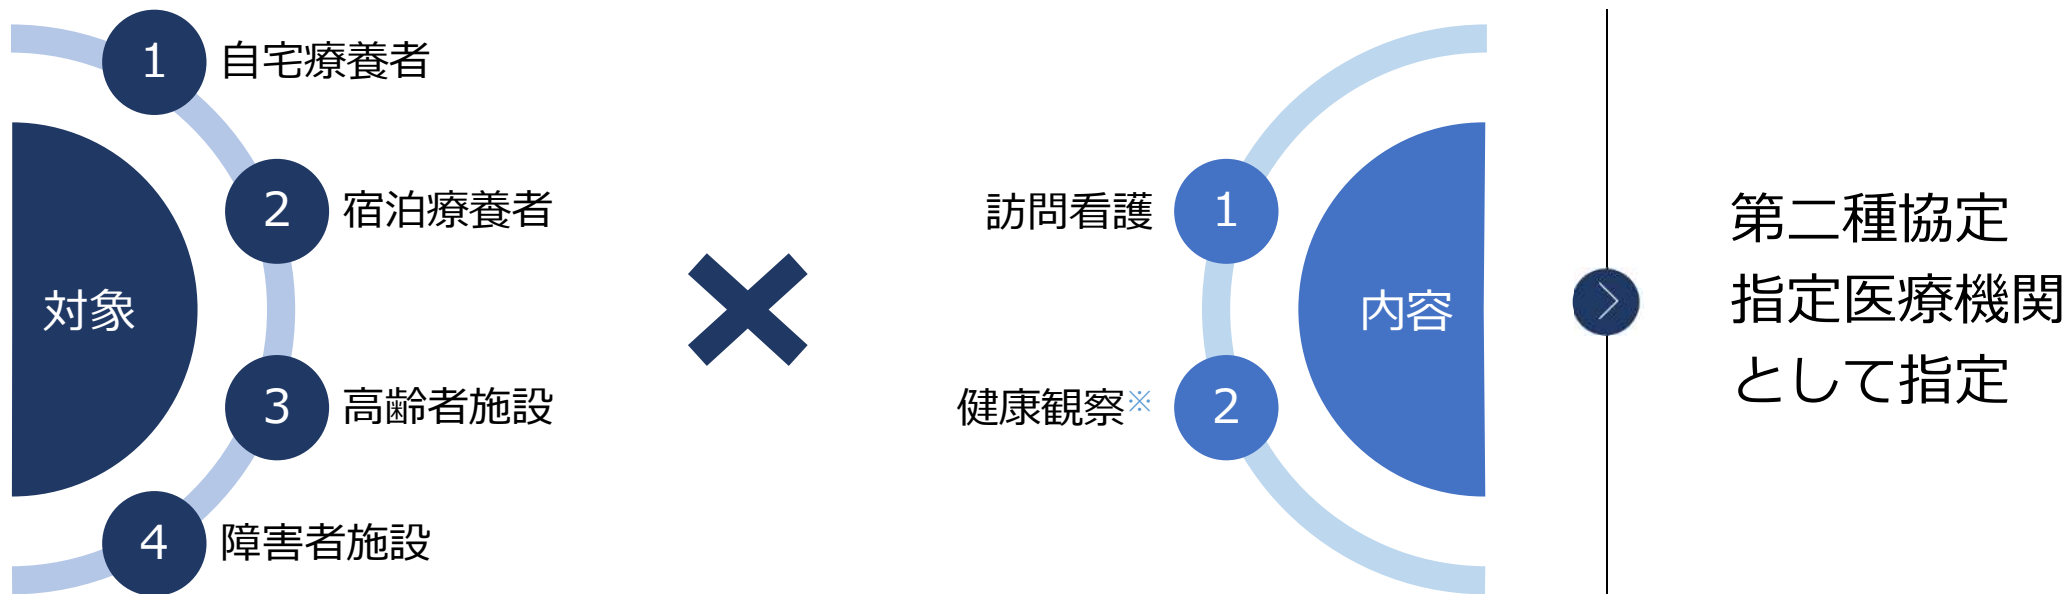 対象
1 自宅療養者
2 宿泊療養者
3 高齢者施設
4 障害者施設
内容
訪問看護 1
健康観察※ 2
第二種協定
指定医療機関
として指定